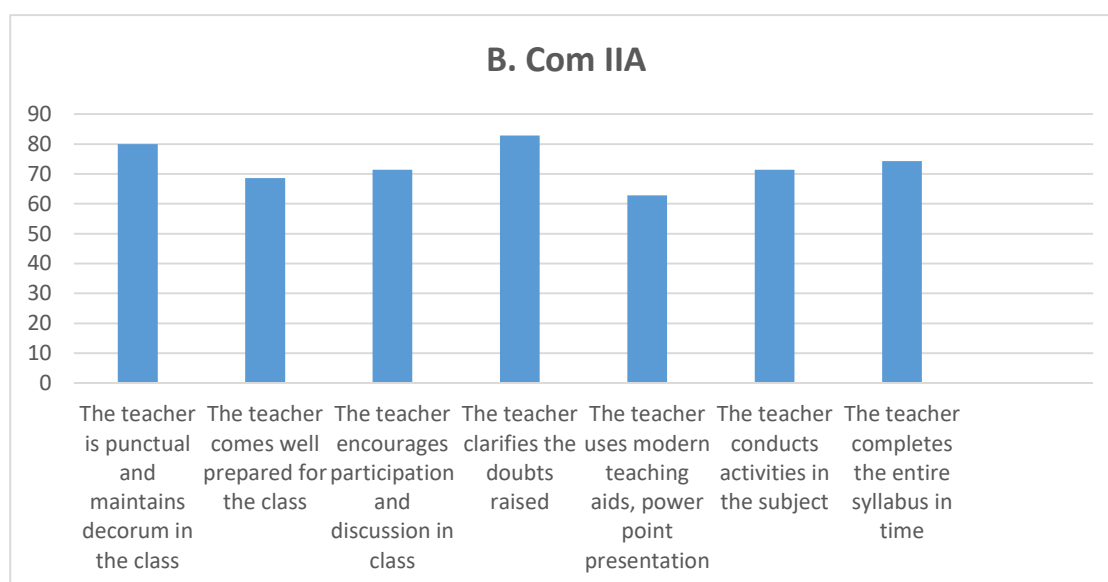 B. Com IIA
90
80
70
60
50
40
30
20
10
0
The teacher
is punctual
and
maintains
decorum in
the class
The teacher
comes well
prepared for
the class
The teacher
encourages
participation
and
discussion in
class
The teacher
clarifies the
doubts
raised
The teacher
uses modern
teaching
aids, power
point
presentation
The teacher
conducts
activities in
the subject
The teacher
completes
the entire
syllabus in
time